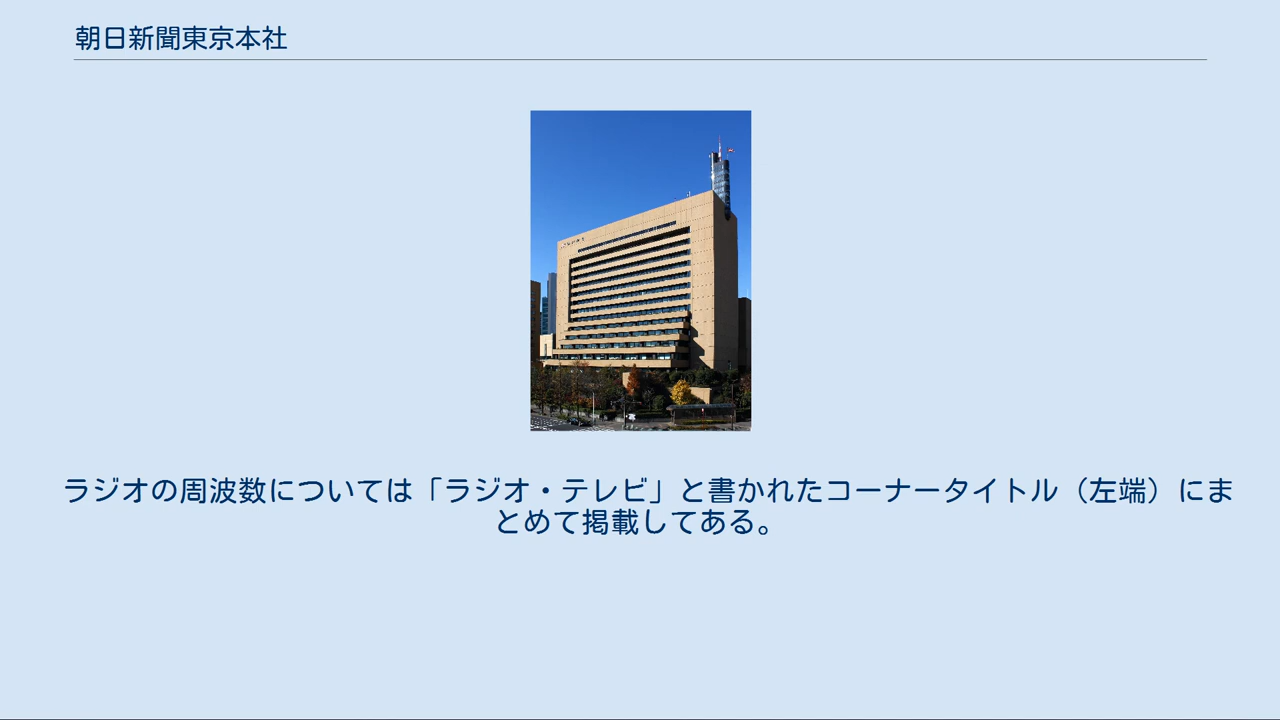 朝日新聞東京本社
ラジオの周波数については「ラジオ・テレビ」と書かれたコーナータイトル（左端）にま
とめて掲載してある。